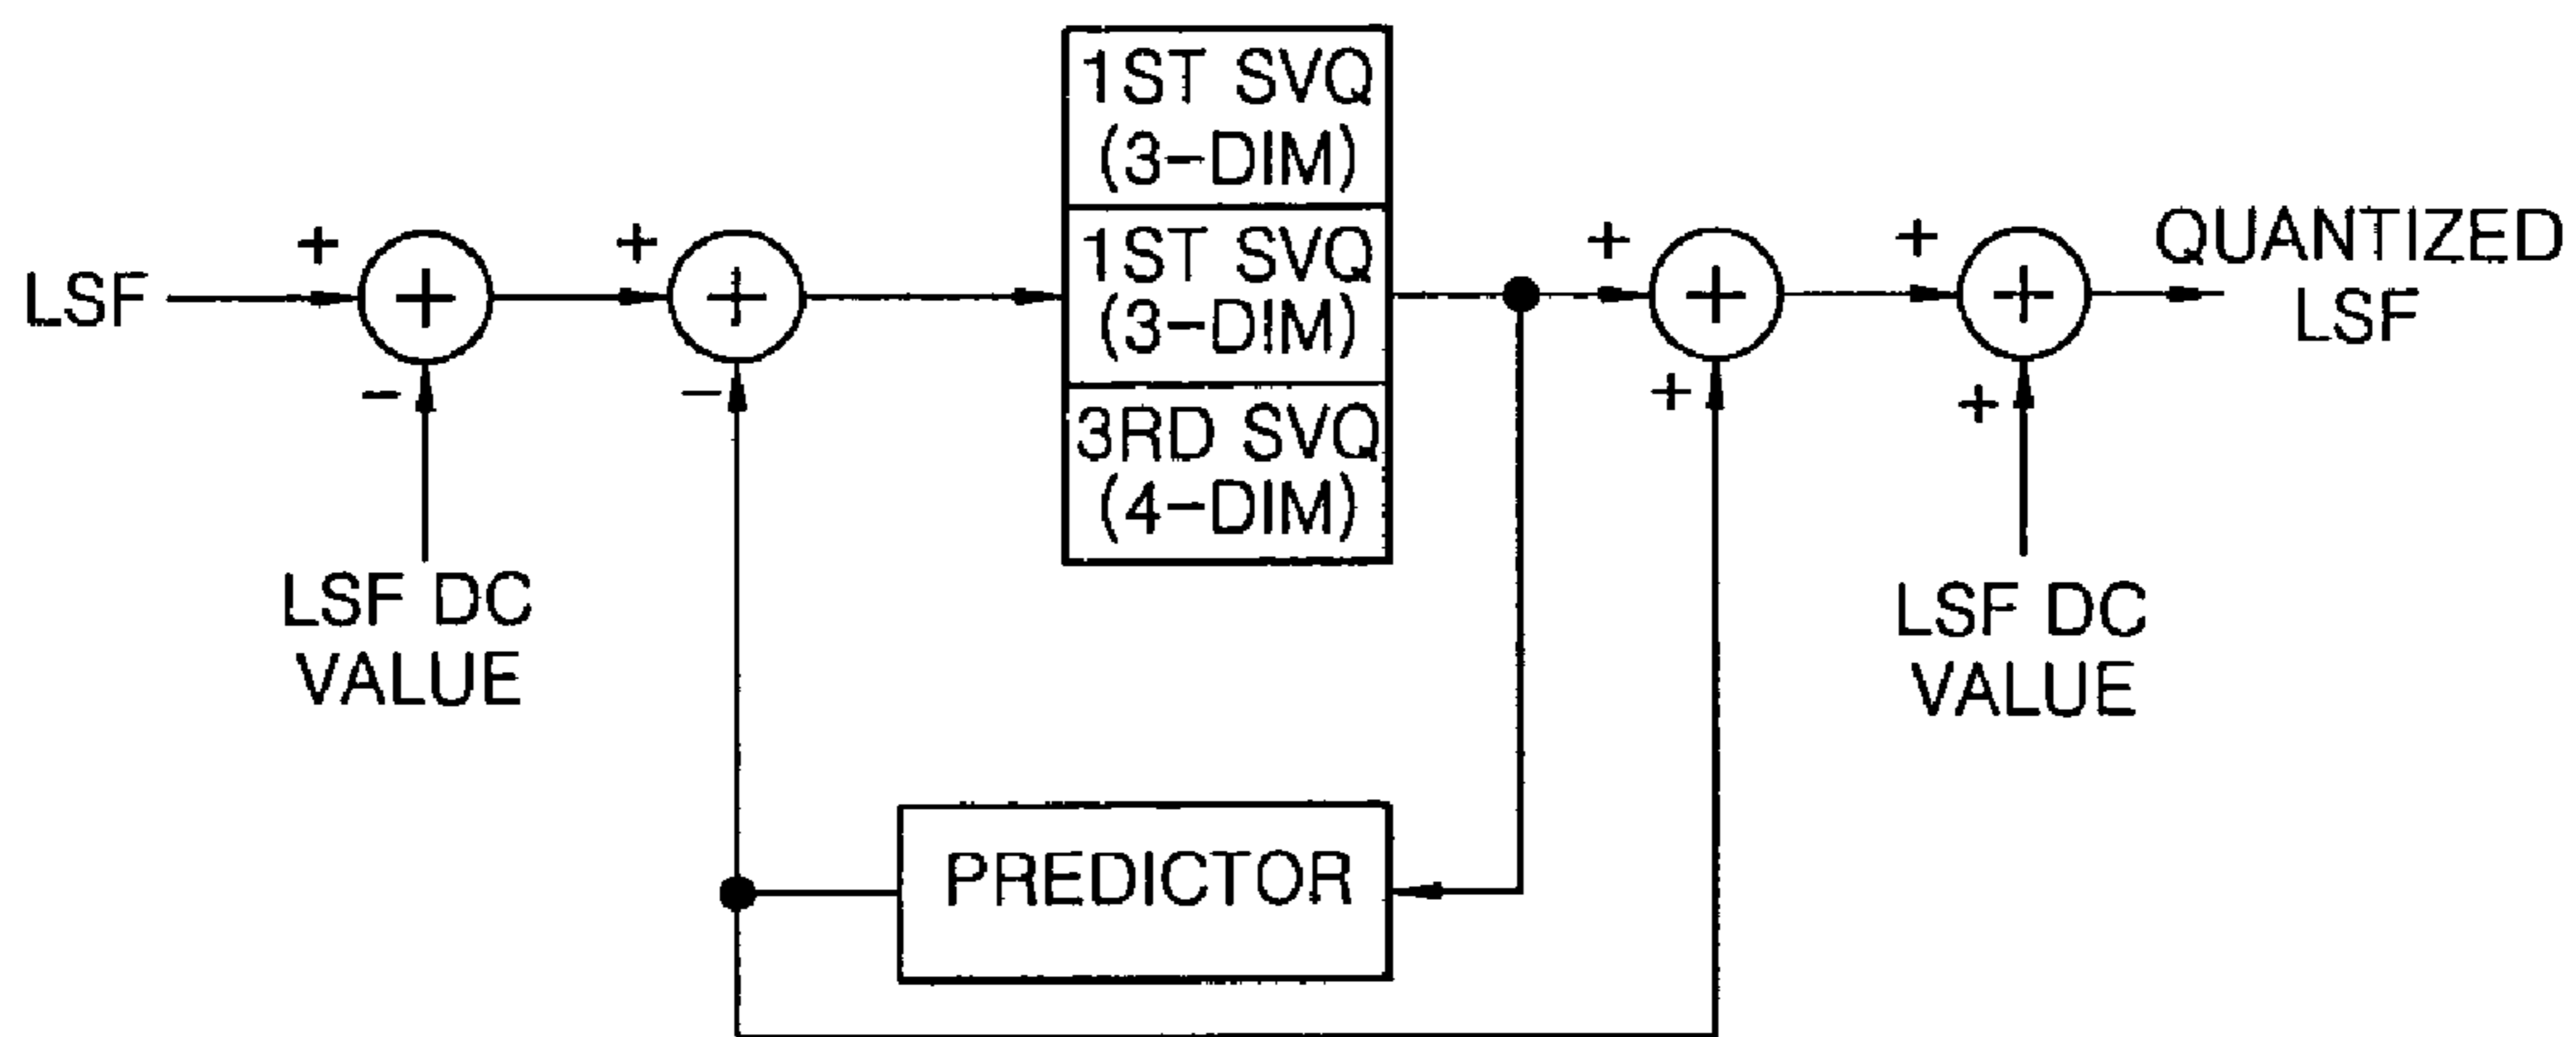 1ST SVQ
(3-DIM)
1ST SVQ
(3-DIM)
3RD SVQ
(4-DIM)
LSF
+
+
+
+
-
-
+
+
+
+
+
+
QUANTIZED
LSF
LSF DC
VALUE
LSF DC
VALUE
PREDICTOR